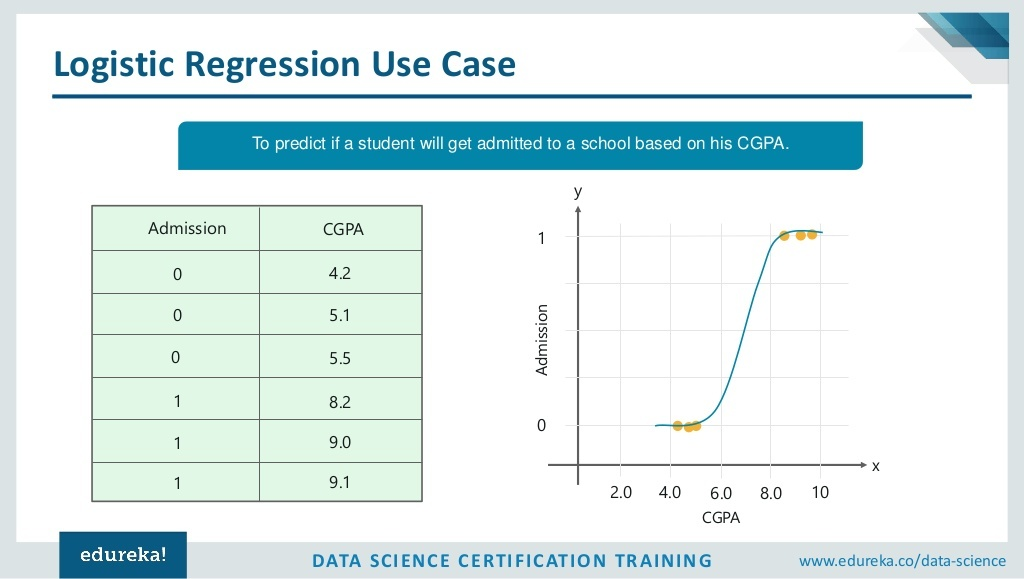 Logistic Regression Use Case
To predict if a student will get admitted to a school based on his CGPA.
Admission CGPA
0 4.2
0 5.1
0 5.5
1 8.2
1 9.0
1 9.1
y
1
Admission
0
x
2.0 4.0 6.0 8.0 10
CGPA
edureka!
DATA SCIENCE CERTIFICATION TRAINING
www.edureka.co/data-science